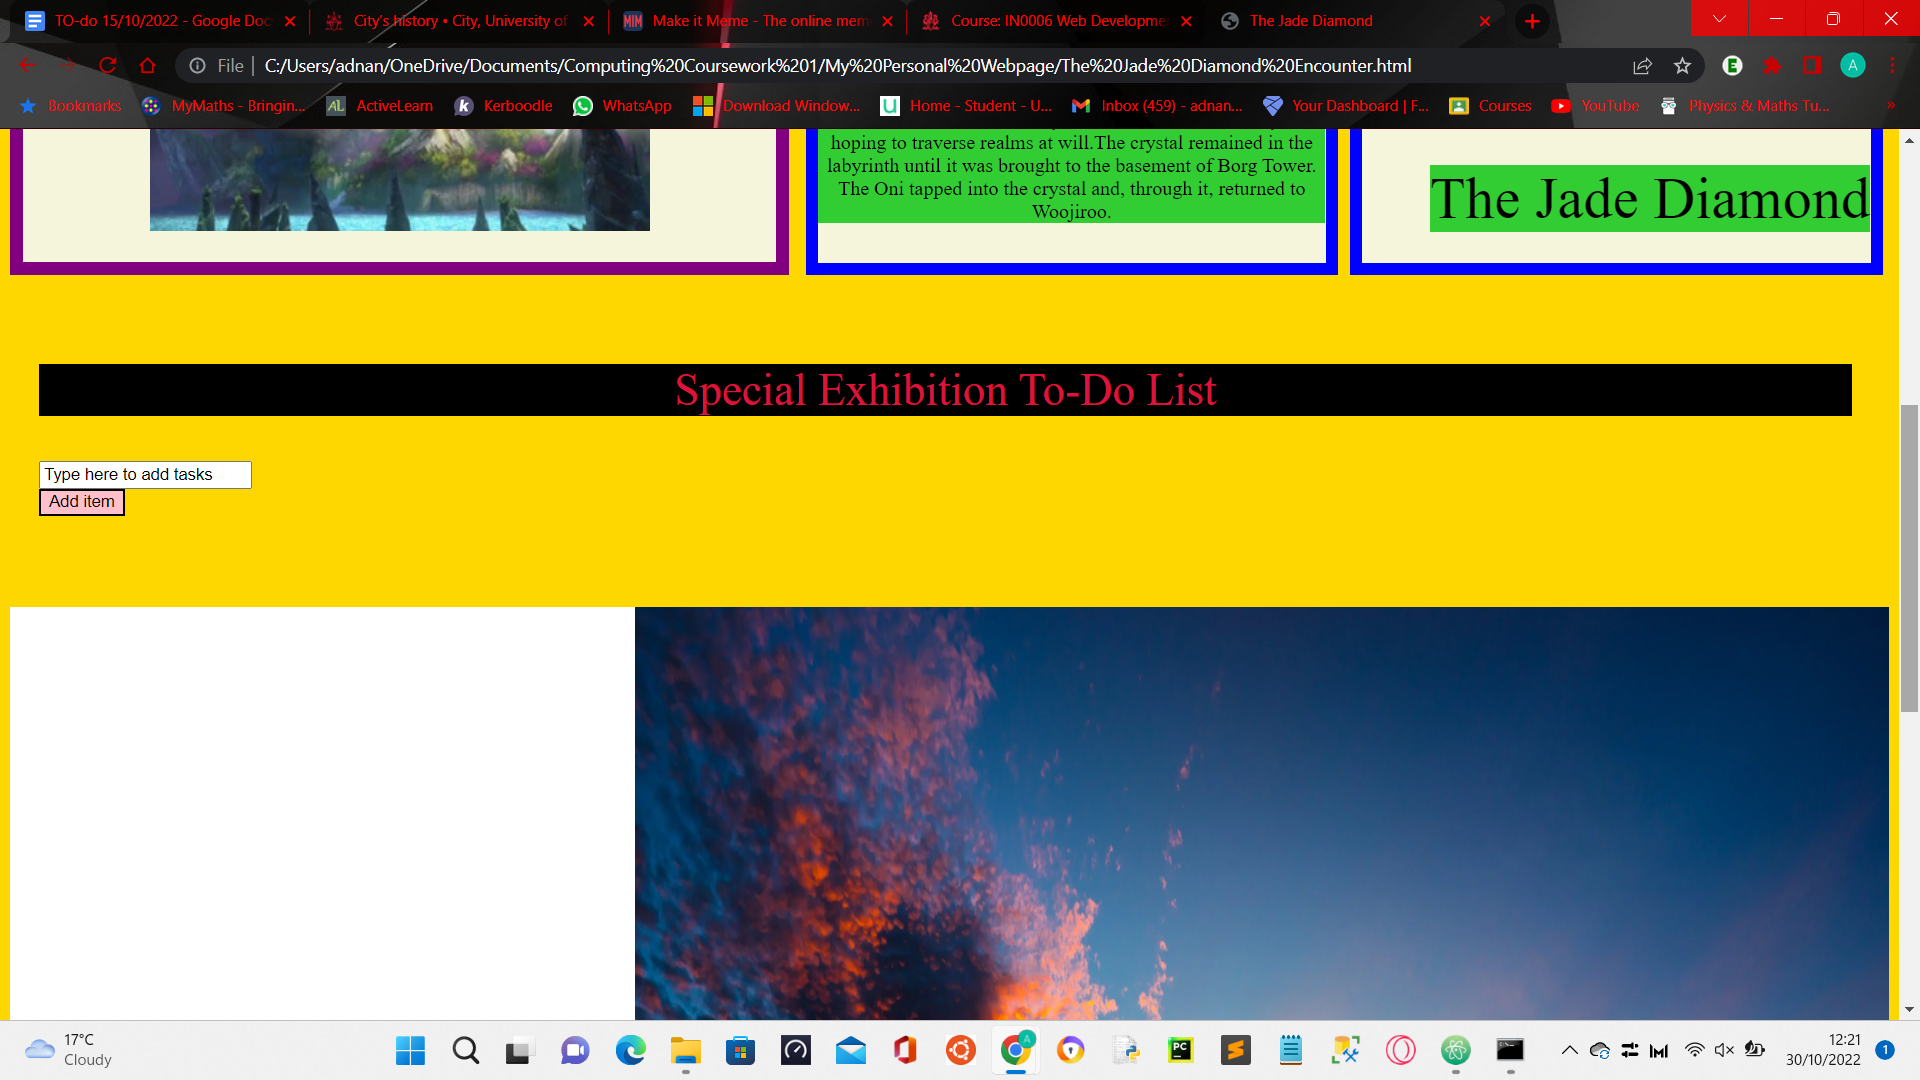 TO-do 15/10/2022 - Google Doc
City's history • City, University of
Make it Meme - The online mem
Course: IN0006 Web Developmen
The Jade Diamond
File
C:/Users/adnan/OneDrive/Documents/Computing%20Coursework%201/My%20Personal%20Webpage/The%20Jade%20Diamond%20Encounter.html
E
A
Bookmarks
MyMaths - Bringin...
AL
ActiveLearn
k
Kerboodle
WhatsApp
Download Window...
U
Home - Student - U...
Inbox (459) - adnan...
Your Dashboard | F...
Courses
YouTube
Physics & Maths Tu...
»
hoping to traverse realms at will.The crystal remained in the
labyrinth until it was brought to the basement of Borg Tower.
The Oni tapped into the crystal and, through it, returned to
Woojiroo.
The Jade Diamond
Special Exhibition To-Do List
Type here to add tasks
Add item
17°C
Cloudy
A
PC
12:21
30/10/2022
1